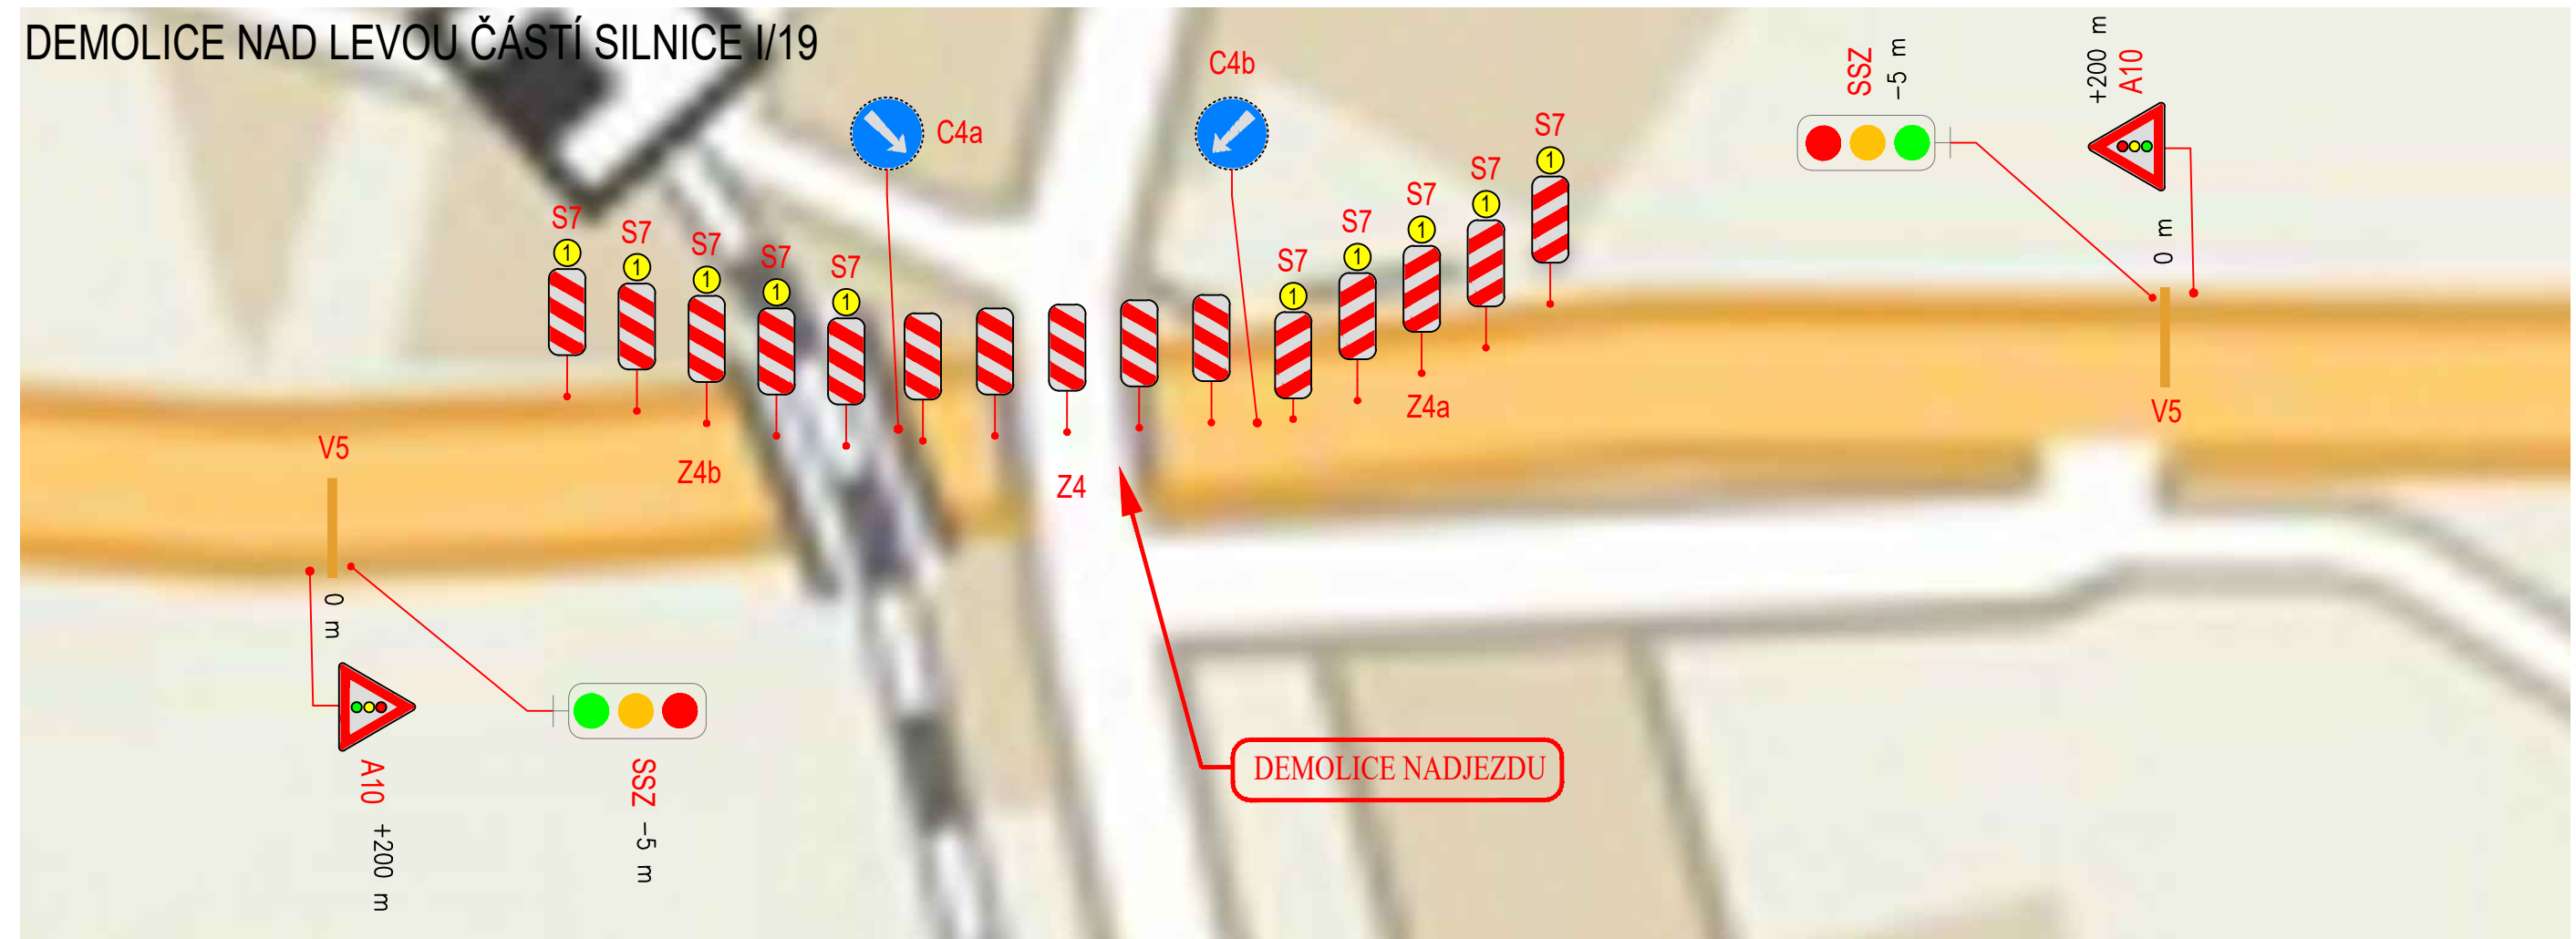 DEMOLICE NAD LEVOU ČÁSTÍ SILNICE I/19
C4a
C4b
SSZ
-5 m
+200 m
A10
S7
1
S7
1
S7
1
S7
1
S7
1
S7
1
S7
1
S7
1
S7
1
S7
1
0 m
V5
Z4a
Z4b
Z4
V5
0 m
A10
+200 m
SSZ
-5 m
DEMOLICE NADJEZDU